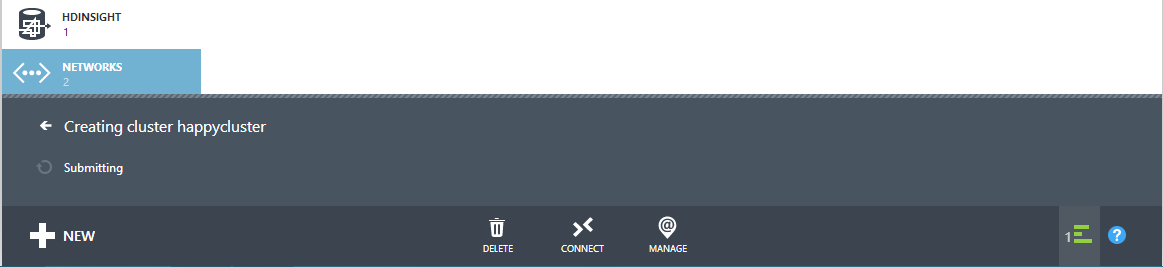 HDINSIGHT
1
NETWORKS
2
Creating cluster happycluster
Submitting
NEW
DELETE
CONNECT
MANAGE
1
?